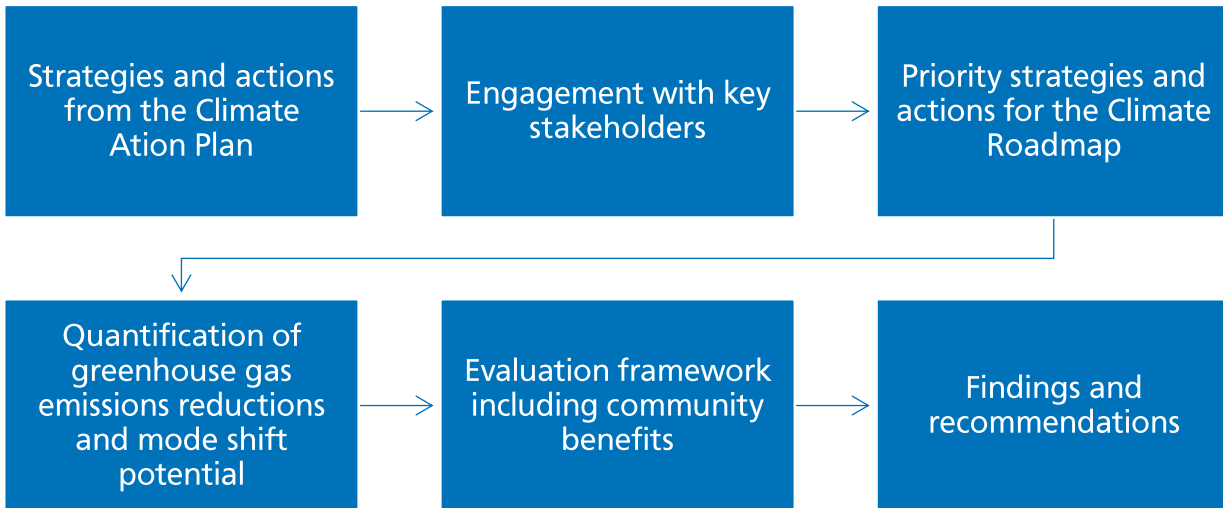 Strategies and actions
from the Climate
Ation Plan
Engagement with key
stakeholders
Priority strategies and
actions for the Climate
Roadmap
Quantification of
greenhouse gas
emissions reductions
and mode shift
potential
Evaluation framework
including community
benefits
Findings and
recommendations